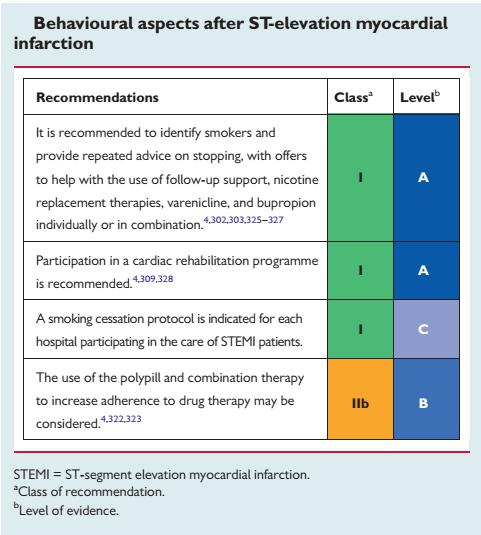 Behavioural aspects after ST-elevation myocardial
infarction
Recommendations Classᵃ Levelᵇ
It is recommended to identify smokers and
provide repeated advice on stopping, with offers
to help with the use of follow-up support, nicotine
replacement therapies, varenicline, and bupropion
individually or in combination.4,302,303,325–327
I A
Participation in a cardiac rehabilitation programme
is recommended.4,309,328
I A
A smoking cessation protocol is indicated for each
hospital participating in the care of STEMI patients.
I C
The use of the polypill and combination therapy
to increase adherence to drug therapy may be
considered.4,322,323
IIb B
STEMI = ST-segment elevation myocardial infarction.
ᵃClass of recommendation.
ᵇLevel of evidence.